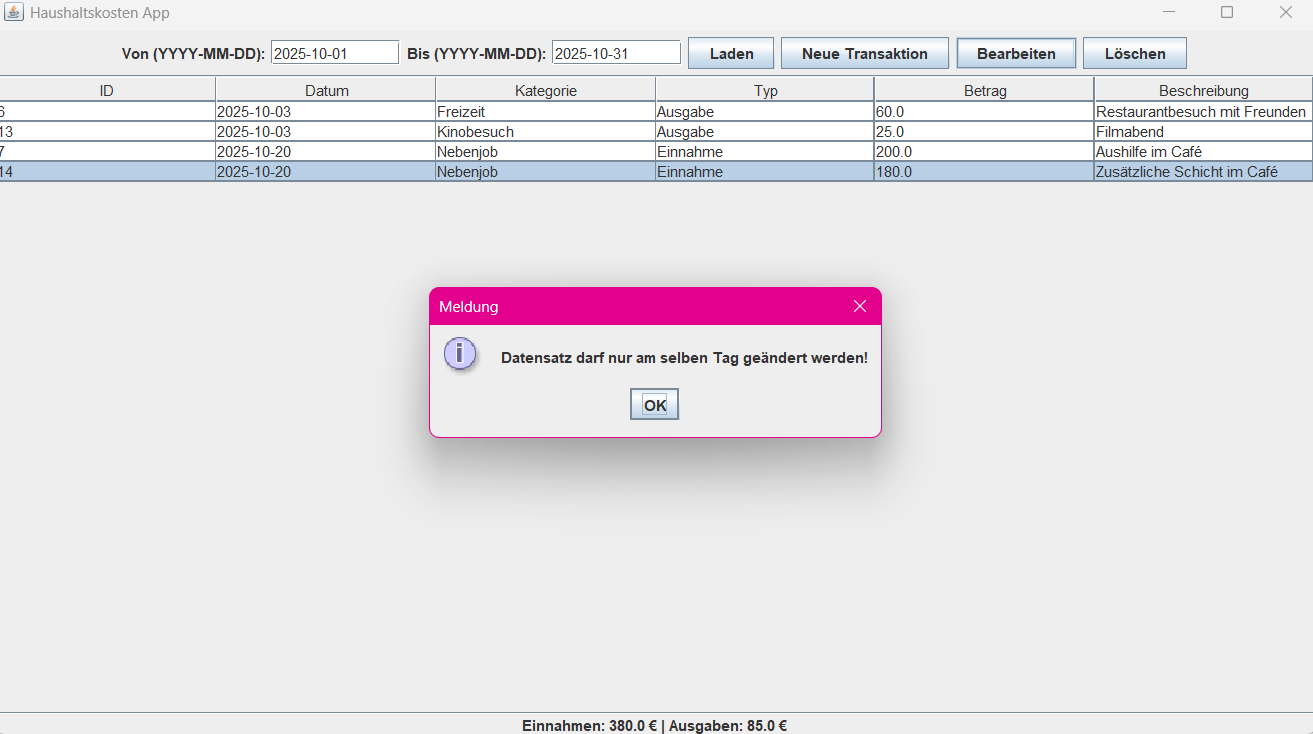 Haushaltskosten App
Von (YYYY-MM-DD): 2025-10-01 Bis (YYYY-MM-DD): 2025-10-31 Laden Neue Transaktion Bearbeiten Löschen
ID Datum Kategorie Typ Betrag Beschreibung
6 2025-10-03 Freizeit Ausgabe 60.0 Restaurantbesuch mit Freunden
13 2025-10-03 Kinobesuch Ausgabe 25.0 Filmabend
7 2025-10-20 Nebenjob Einnahme 200.0 Aushilfe im Café
14 2025-10-20 Nebenjob Einnahme 180.0 Zusätzliche Schicht im Café
Meldung
Datensatz darf nur am selben Tag geändert werden!
OK
Einnahmen: 380.0 € | Ausgaben: 85.0 €